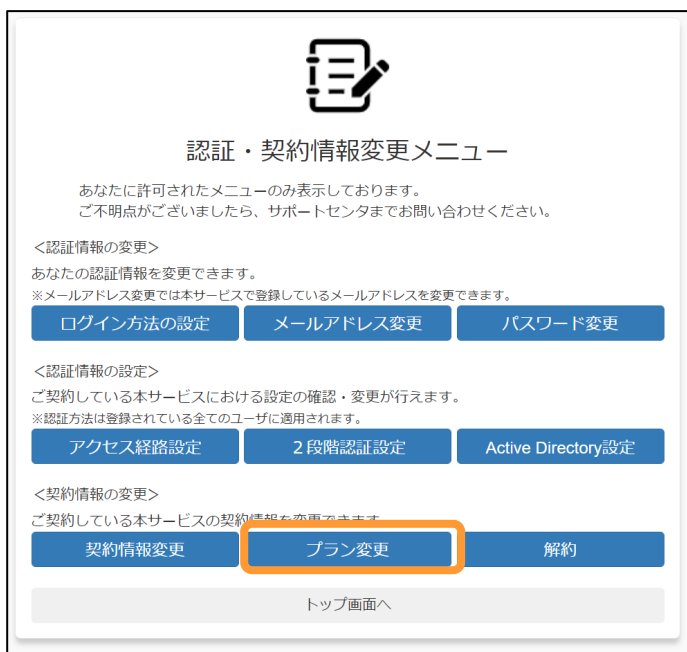 認証・契約情報変更メニュー
あなたに許可されたメニューのみ表示しております。
ご不明点がございましたら、サポートセンタまでお問い合わせください。
<認証情報の変更>
あなたの認証情報を変更できます。
※メールアドレス変更では本サービスで登録しているメールアドレスを変更できます。
ログイン方法の設定 メールアドレス変更 パスワード変更
<認証情報の設定>
ご契約している本サービスにおける設定の確認・変更が行えます。
※認証方法は登録されている全てのユーザに適用されます。
アクセス経路設定 2段階認証設定 Active Directory設定
<契約情報の変更>
ご契約している本サービスの契約情報を変更できます
契約情報変更 プラン変更 解約
トップ画面へ